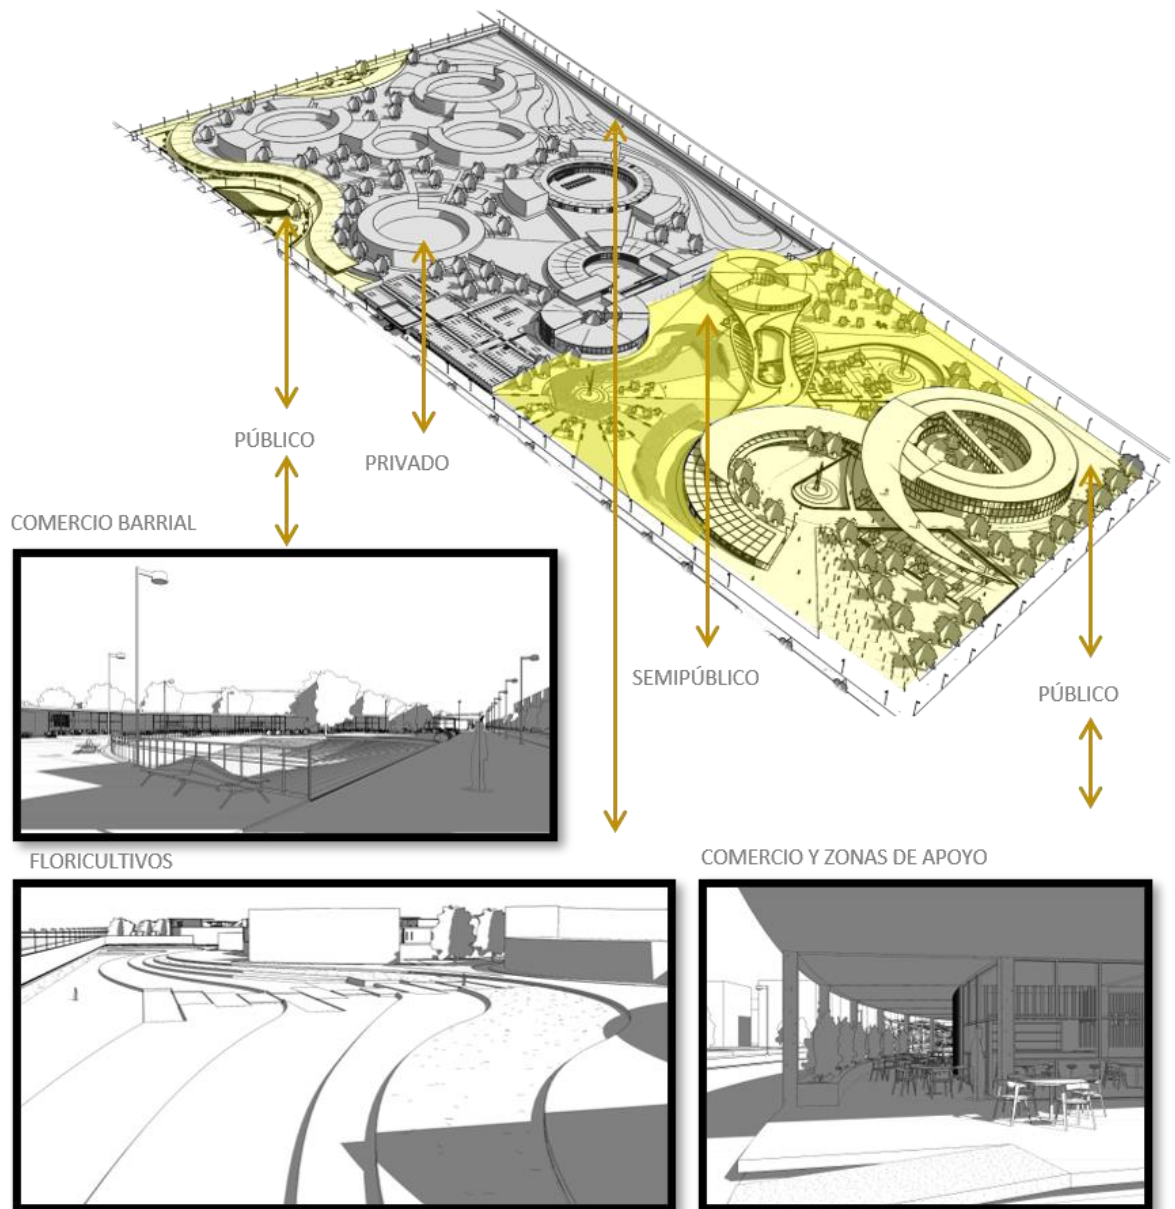 PÚBLICO
PRIVADO
COMERCIO BARRIAL
SEMIPÚBLICO
PÚBLICO
FLORICULTIVOS
COMERCIO Y ZONAS DE APOYO